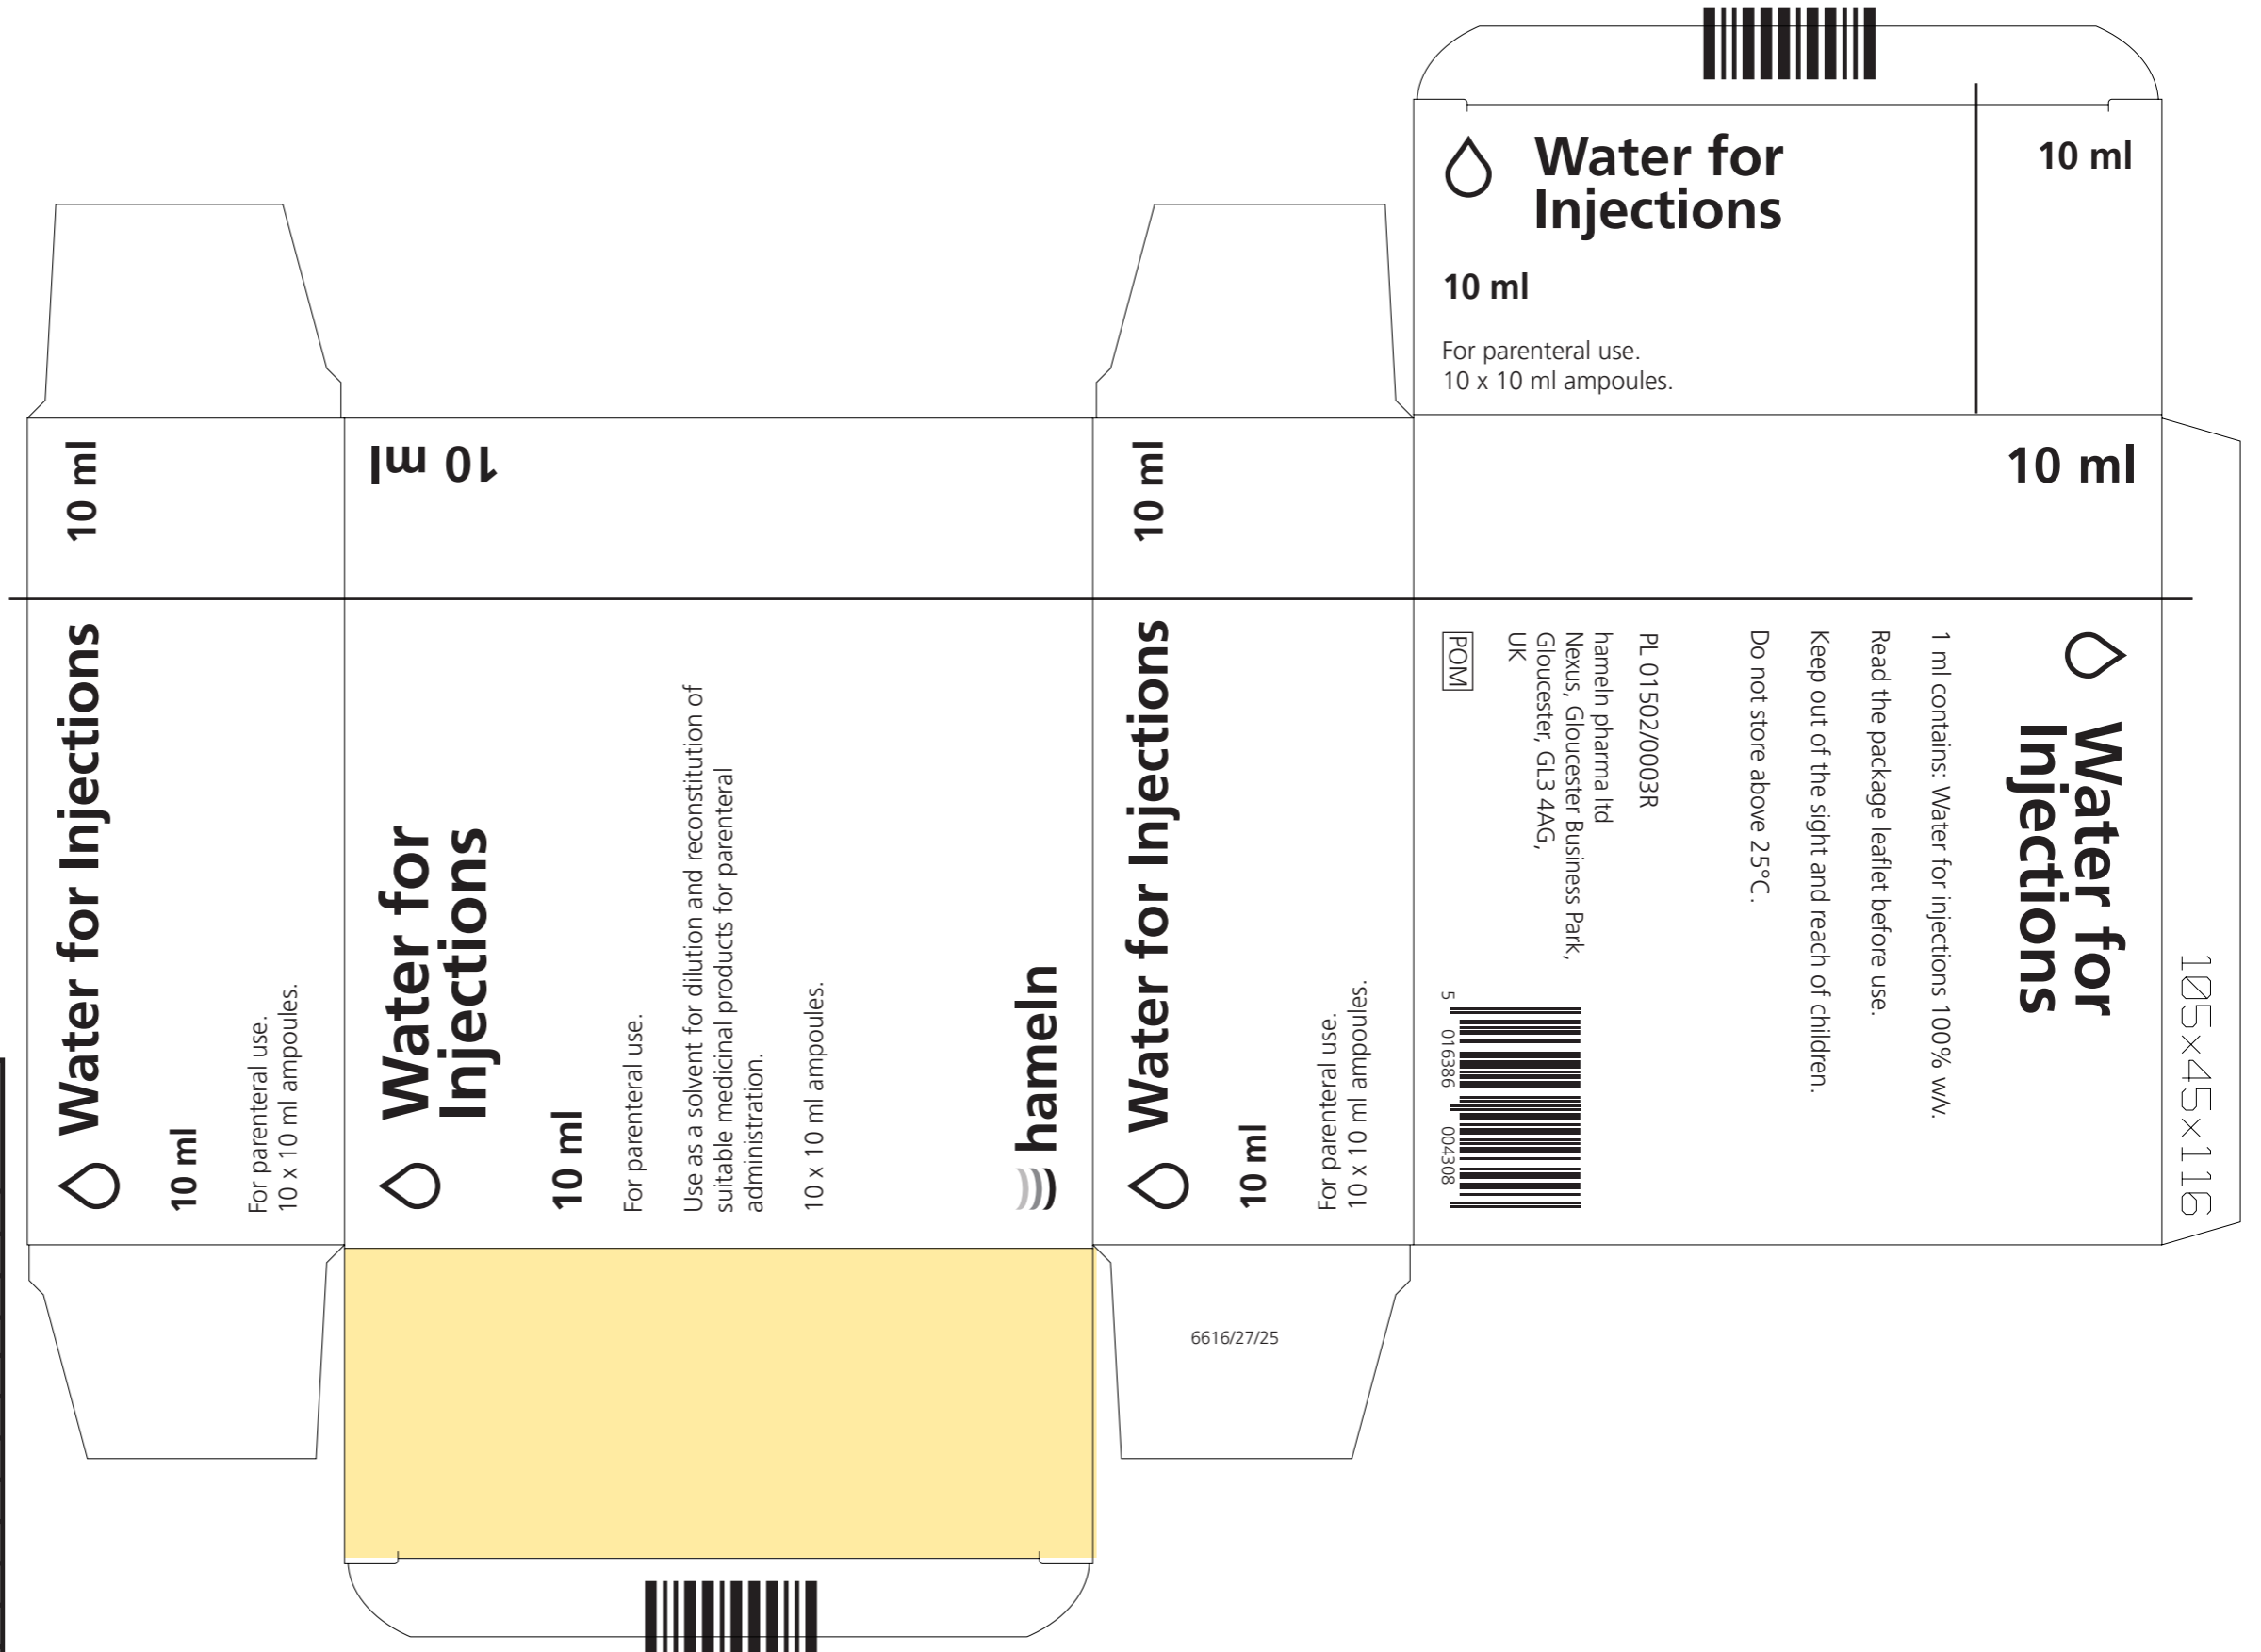 Water for
Injections
10 ml
10 ml
For parenteral use.
10 x 10 ml ampoules.
10 ml
Water for Injections
10 ml
For parenteral use.
10 x 10 ml ampoules.
10 ml
Water for
Injections
10 ml
For parenteral use.
Use as a solvent for dilution and reconstitution of
suitable medicinal products for parenteral
administration.
10 x 10 ml ampoules.
hameln
10 ml
Water for Injections
10 ml
For parenteral use.
10 x 10 ml ampoules.
10 ml
Water for
Injections
1 ml contains: Water for injections 100% w/v.
Read the package leaflet before use.
Keep out of the sight and reach of children.
Do not store above 25°C.
PL 01502/0003R
hameln pharma ltd
Nexus, Gloucester Business Park,
Gloucester, GL3 4AG,
UK
POM
5 016386 004308
105x45x116
6616/27/25